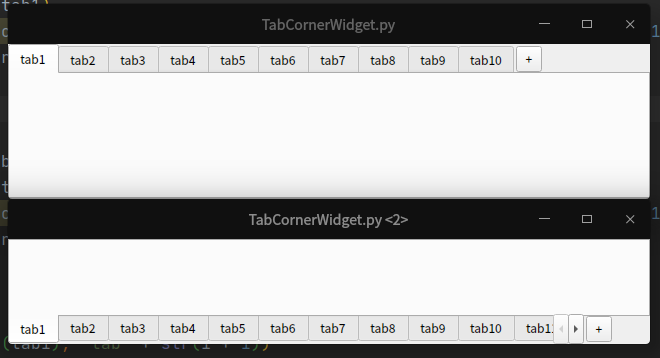 tab1)
TabCornerWidget.py
tab1 tab2 tab3 tab4 tab5 tab6 tab7 tab8 tab9 tab10 +
TabCornerWidget.py <2>
tab1 tab2 tab3 tab4 tab5 tab6 tab7 tab8 tab9 tab10 +